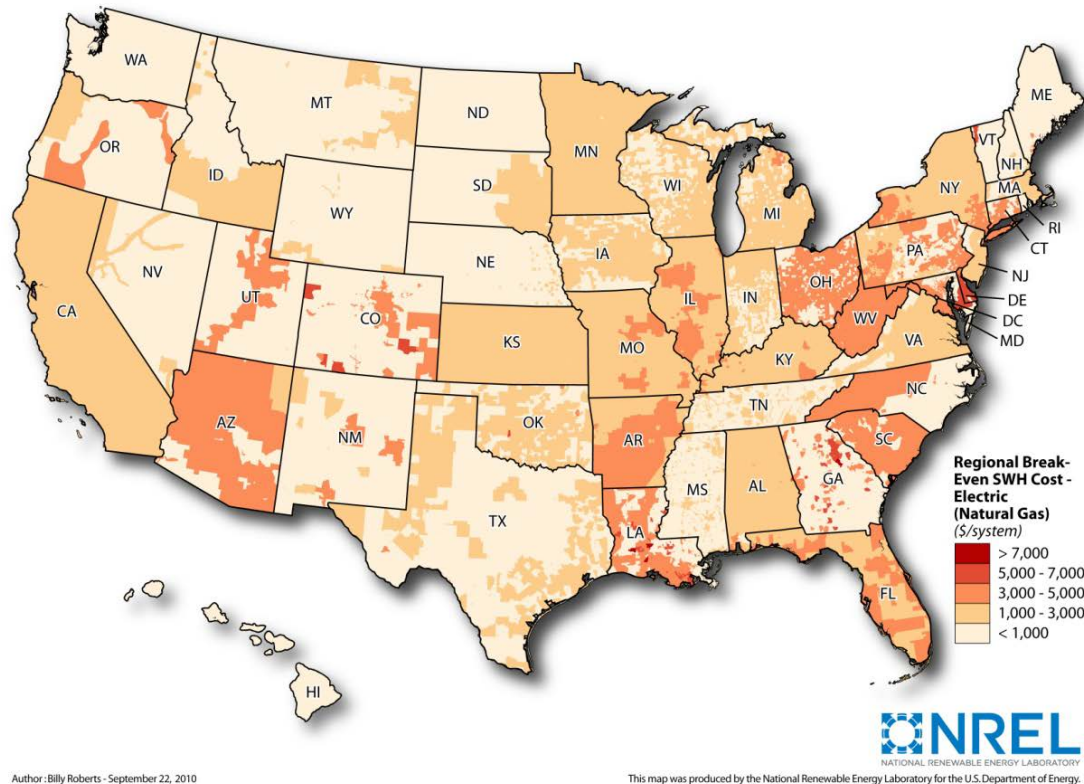 WA
MT
ND
ME
OR
ID
MN
VT
NH
SD
WI
NY
MA
WY
MI
RI
IA
PA
CT
NE
NV
NJ
UT
IL
IN
OH
DE
CA
CO
WV
DC
KS
MO
KY
VA
MD
NC
TN
AZ
NM
OK
AR
SC
MS
AL
GA
TX
LA
FL
HI
Regional Break-
Even SWH Cost -
Electric
(Natural Gas)
($/system)
> 7,000
5,000 - 7,000
3,000 - 5,000
1,000 - 3,000
< 1,000
NREL
NATIONAL RENEWABLE ENERGY LABORATORY
Author : Billy Roberts - September 22, 2010
This map was produced by the National Renewable Energy Laboratory for the U.S. Department of Energy.